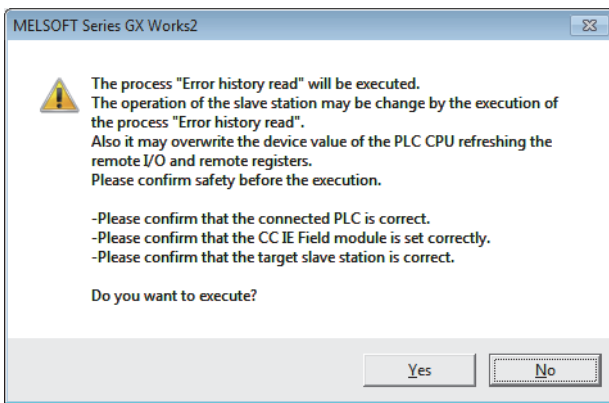 MELSOFT Series GX Works2
The process "Error history read" will be executed.
The operation of the slave station may be change by the execution of
the process "Error history read".
Also it may overwrite the device value of the PLC CPU refreshing the
remote I/O and remote registers.
Please confirm safety before the execution.
-Please confirm that the connected PLC is correct.
-Please confirm that the CC IE Field module is set correctly.
-Please confirm that the target slave station is correct.
Do you want to execute?
Yes No